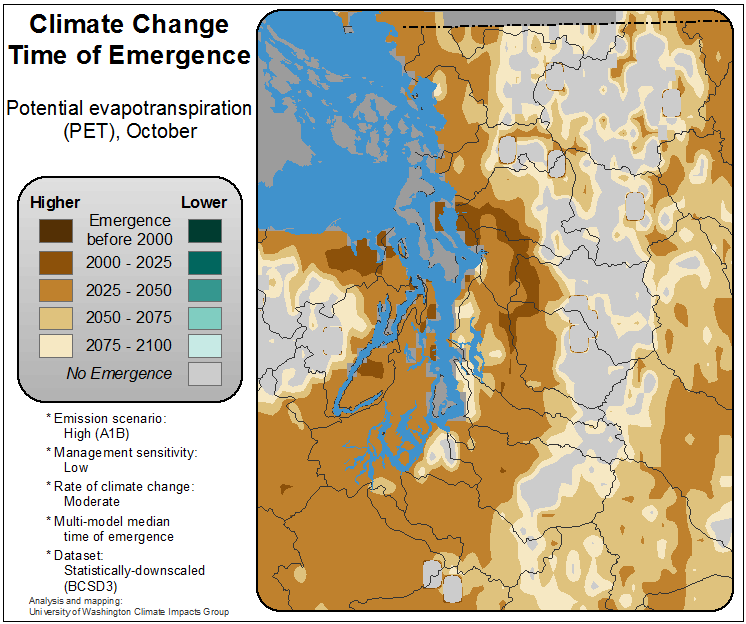 Climate Change
Time of Emergence
Potential evapotranspiration
(PET), October
Higher
Lower
Emergence
before 2000
2000 - 2025
2025 - 2050
2050 - 2075
2075 - 2100
No Emergence
* Emission scenario:
High (A1B)
* Management sensitivity:
Low
* Rate of climate change:
Moderate
* Multi-model median
time of emergence
* Dataset:
Statistically-downscaled
(BCSD3)
Analysis and mapping:
University of Washington Climate Impacts Group